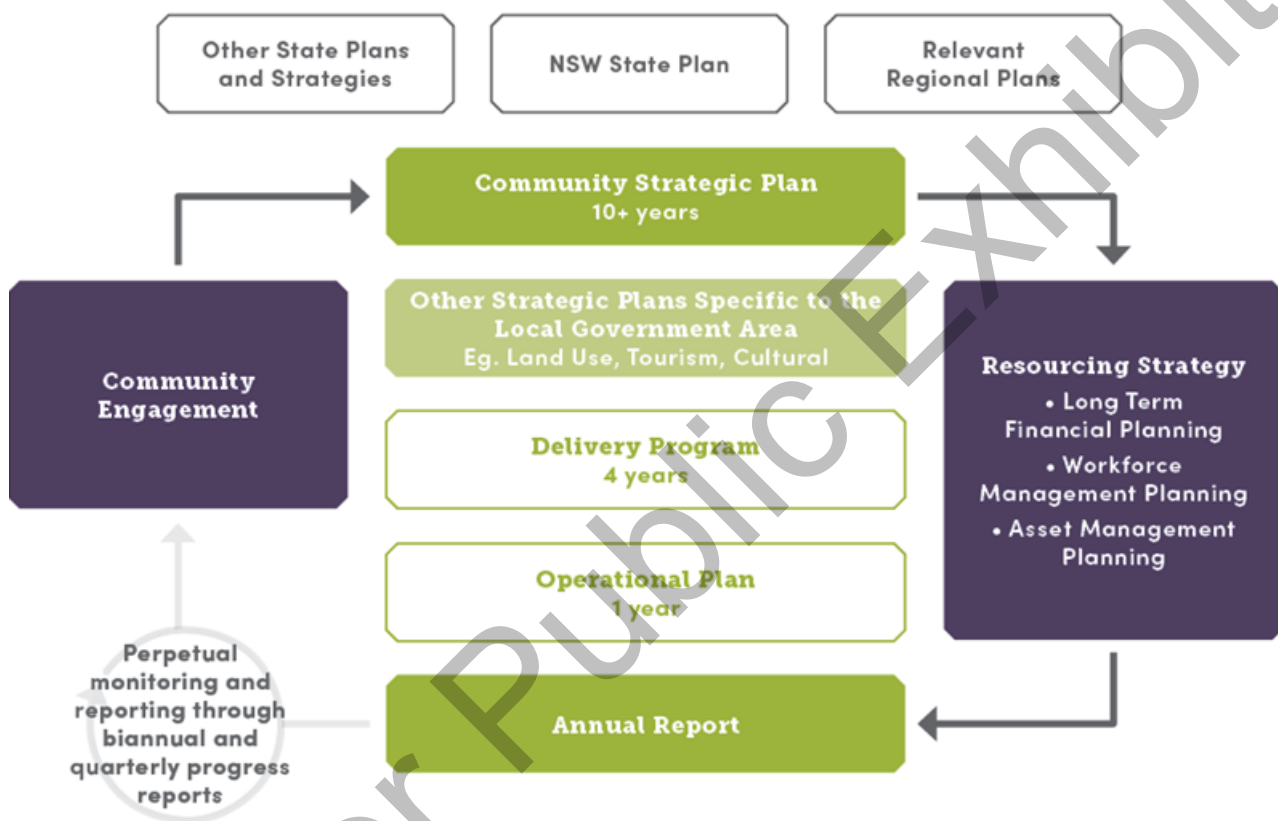 Other State Plans
and Strategies
NSW State Plan
Relevant
Regional Plans
Community Strategic Plan
10+ years
Other Strategic Plans Specific to the
Local Government Area
Eg. Land Use, Tourism, Cultural
Community
Engagement
Resourcing Strategy
• Long Term
Financial Planning
• Workforce
Management Planning
• Asset Management
Planning
Delivery Program
4 years
Operational Plan
1 year
Perpetual
monitoring and
reporting through
biannual and
quarterly progress
reports
Annual Report
Public